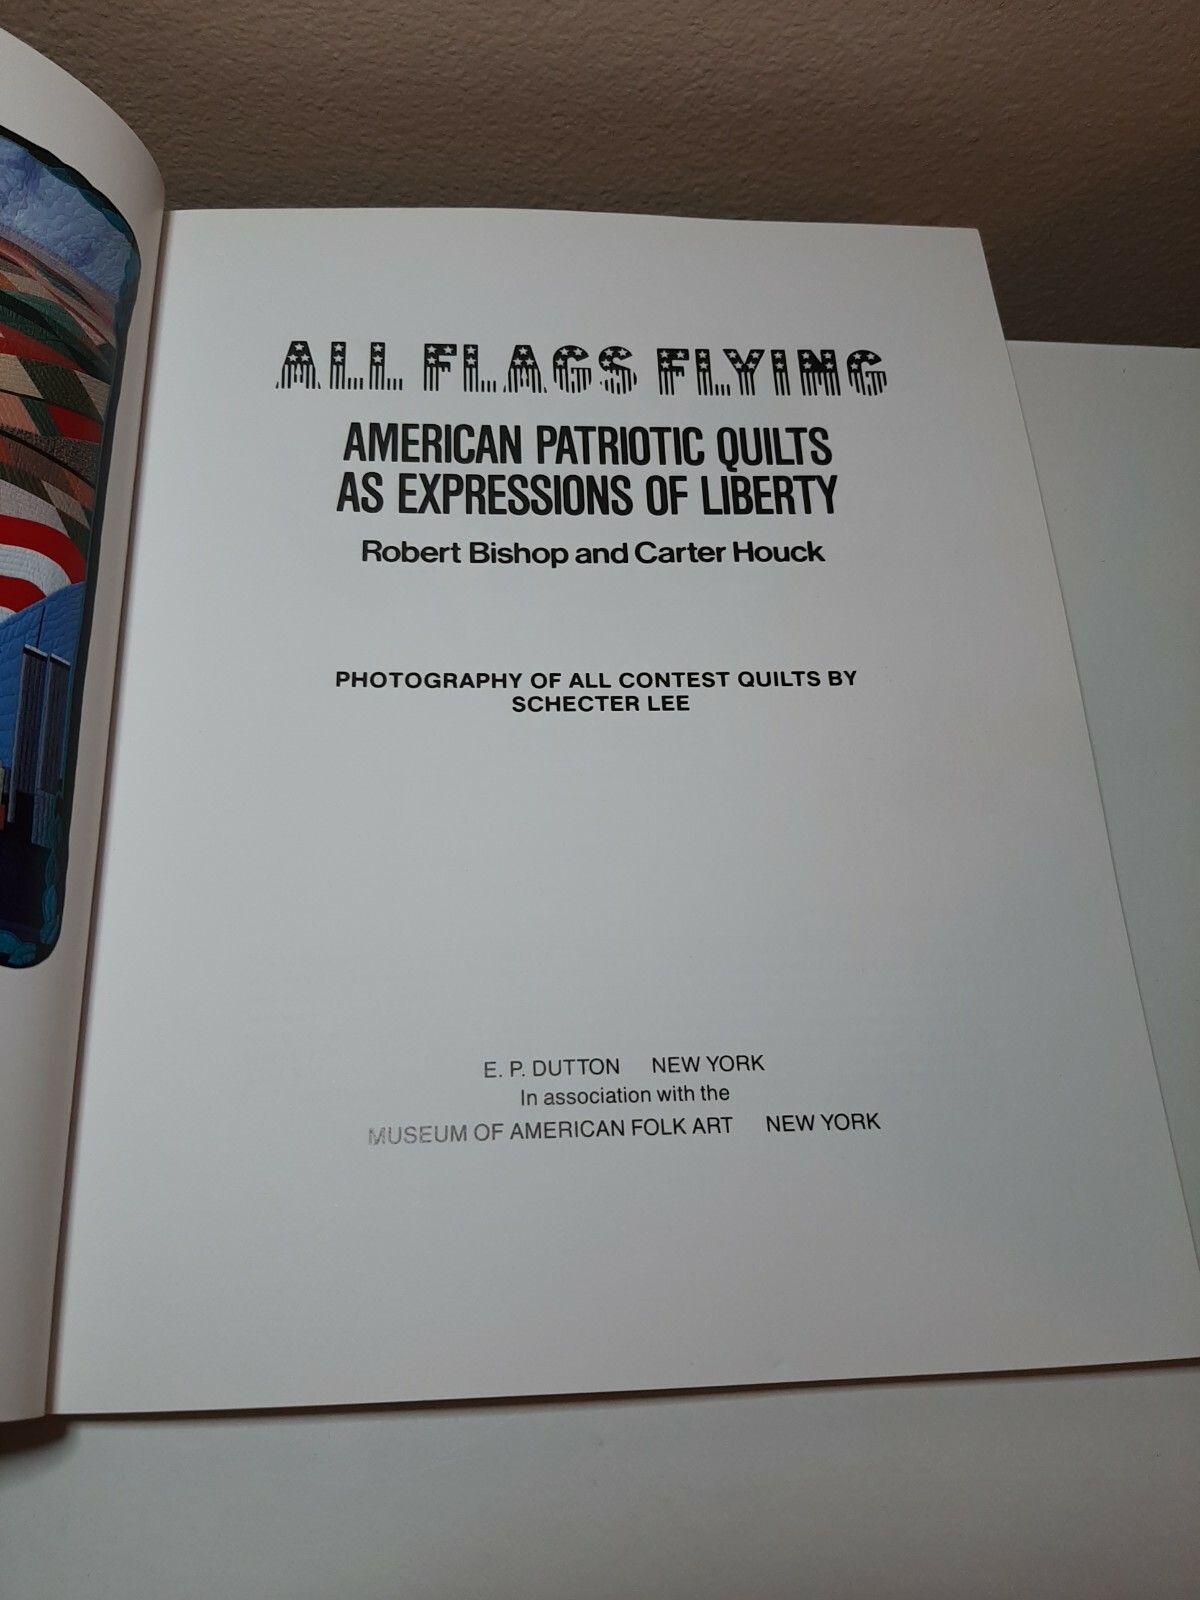 ALL FLAGS FLYING
AMERICAN PATRIOTIC QUILTS
AS EXPRESSIONS OF LIBERTY
Robert Bishop and Carter Houck
PHOTOGRAPHY OF ALL CONTEST QUILTS BY
SCHECTER LEE
E. P. DUTTON NEW YORK
In association with the
MUSEUM OF AMERICAN FOLK ART NEW YORK